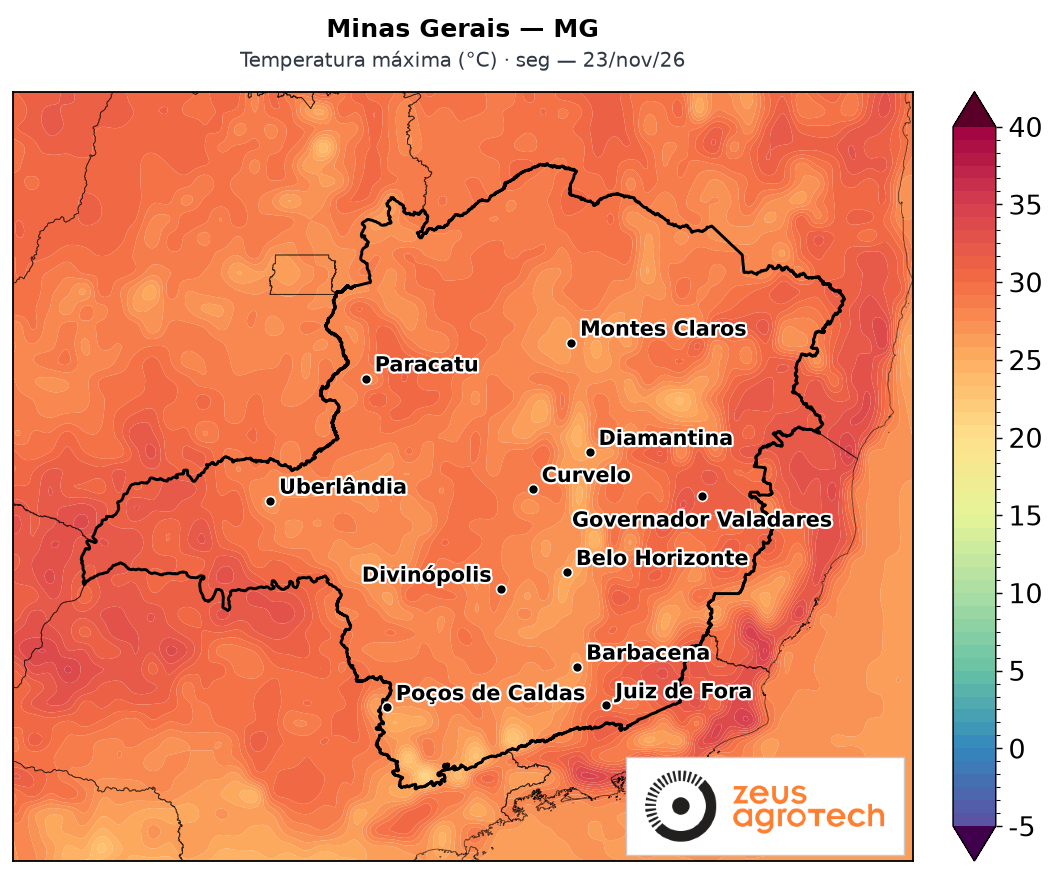 Minas Gerais — MG
Temperatura máxima (°C) · seg — 23/nov/26
Montes Claros
Paracatu
Diamantina
Curvelo
Uberlândia
Governador Valadares
Belo Horizonte
Divinópolis
Barbacena
Poços de Caldas
Juiz de Fora
40
35
30
25
20
15
10
5
0
-5
zeus
agrotech